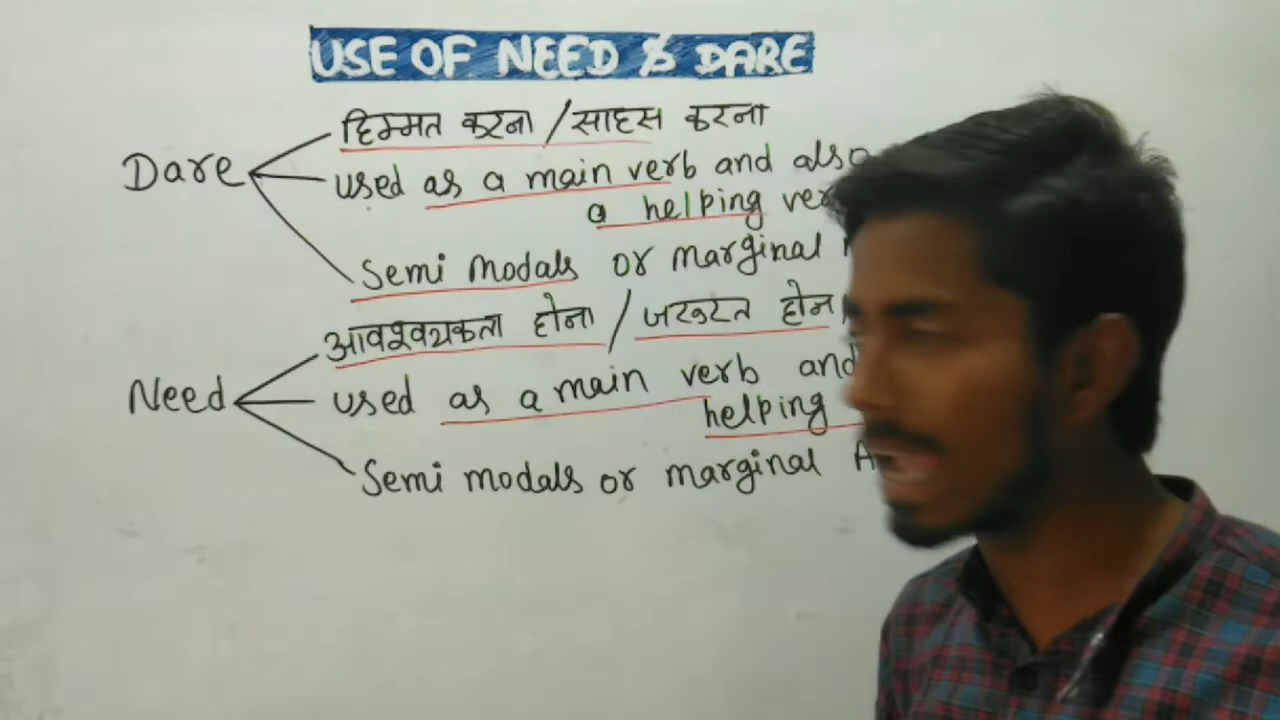 USE OF NEED & DARE
हिम्मत करना / साहस करना
Dare
used as a main verb and also
a helping
Semi Modals or marginal
आवश्यकता होना / जरूरत
Need
used as a main verb and
helping
Semi modals or marginal